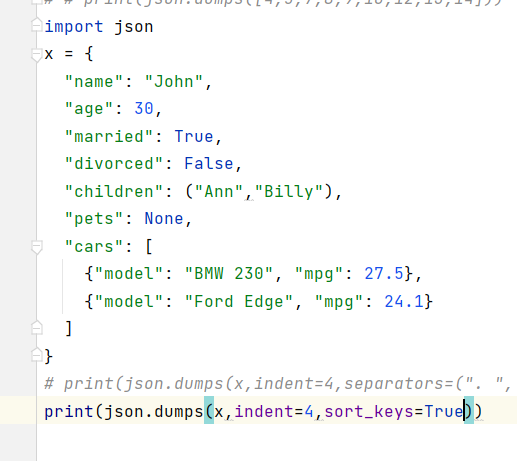 # # print(json.dumps([4,5,7,8,9,10,12,13,14]))
import json
x = {
  "name": "John",
  "age": 30,
  "married": True,
  "divorced": False,
  "children": ("Ann","Billy"),
  "pets": None,
  "cars": [
    {"model": "BMW 230", "mpg": 27.5},
    {"model": "Ford Edge", "mpg": 24.1}
  ]
}
# print(json.dumps(x,indent=4,separators=(". ",
print(json.dumps(x,indent=4,sort_keys=True))